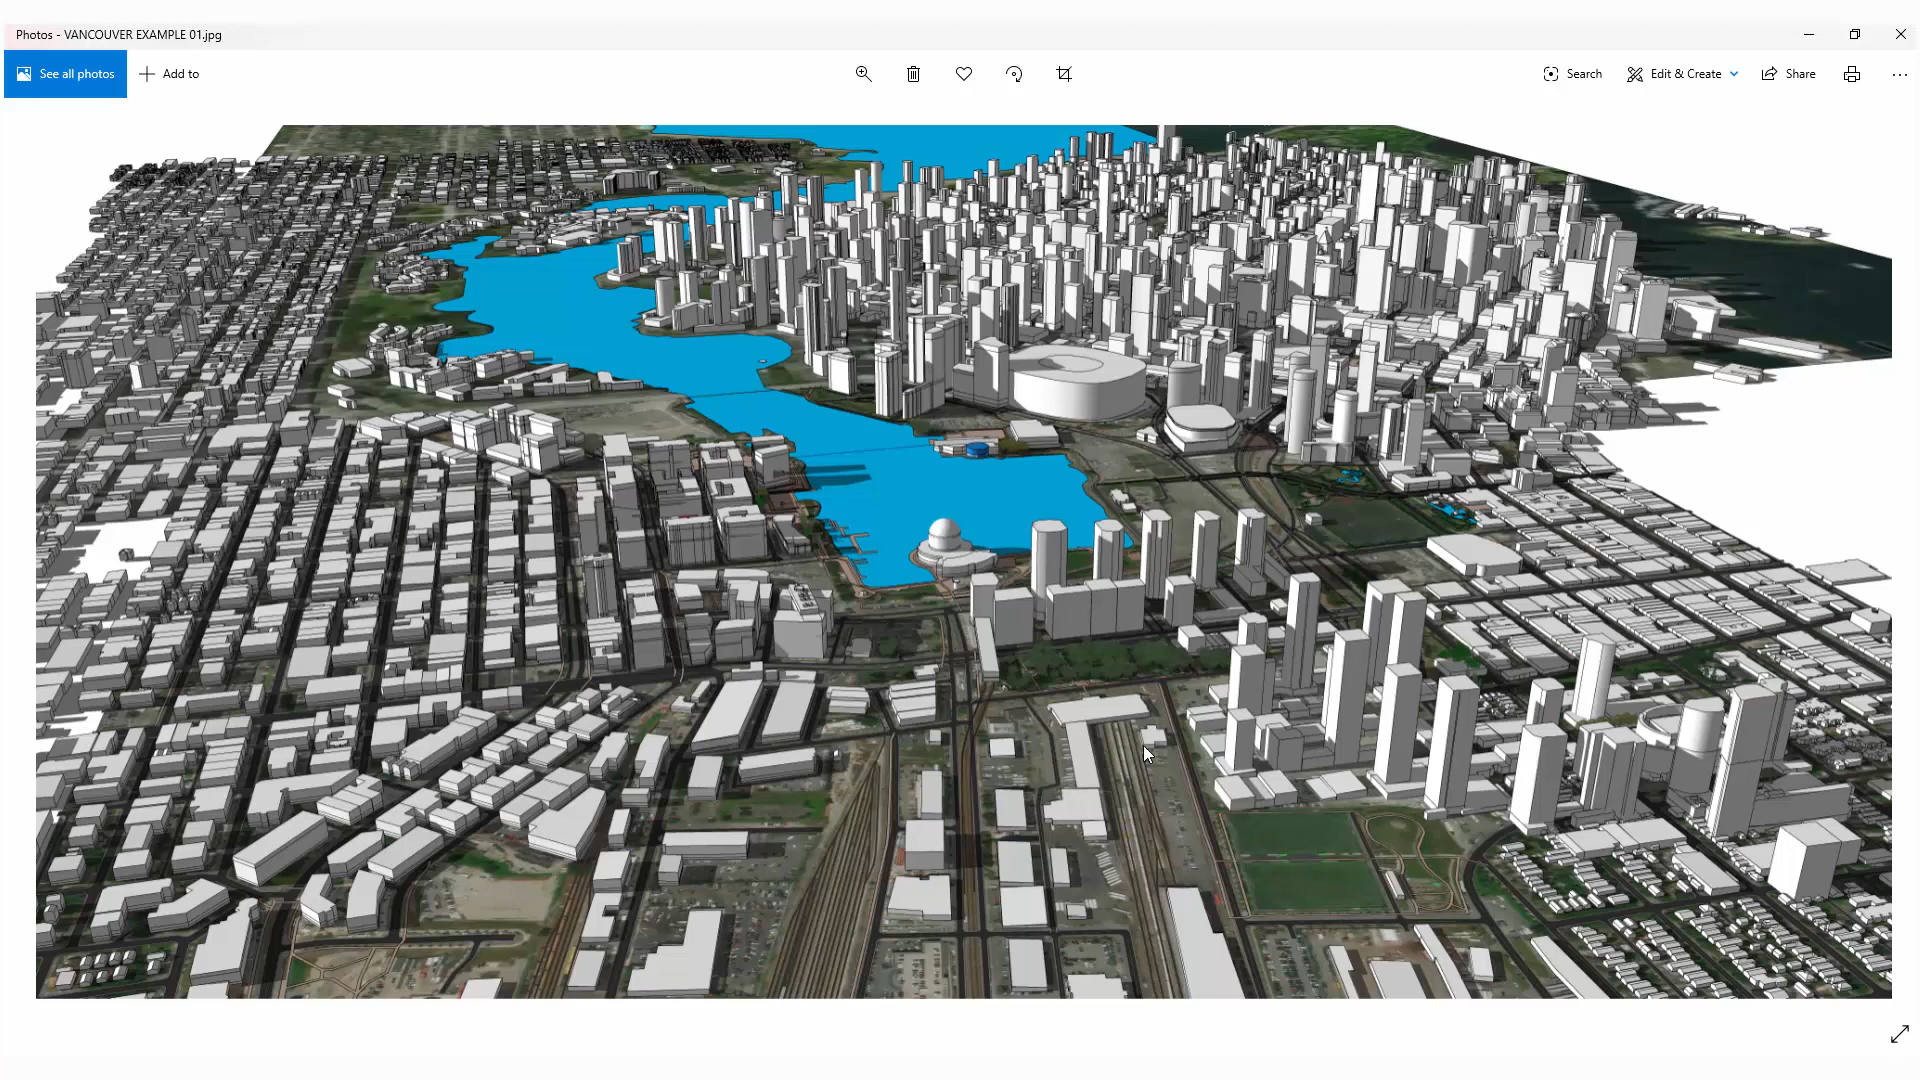 Photos - VANCOUVER EXAMPLE 01.jpg
See all photos
Add to
Search
Edit & Create
Share